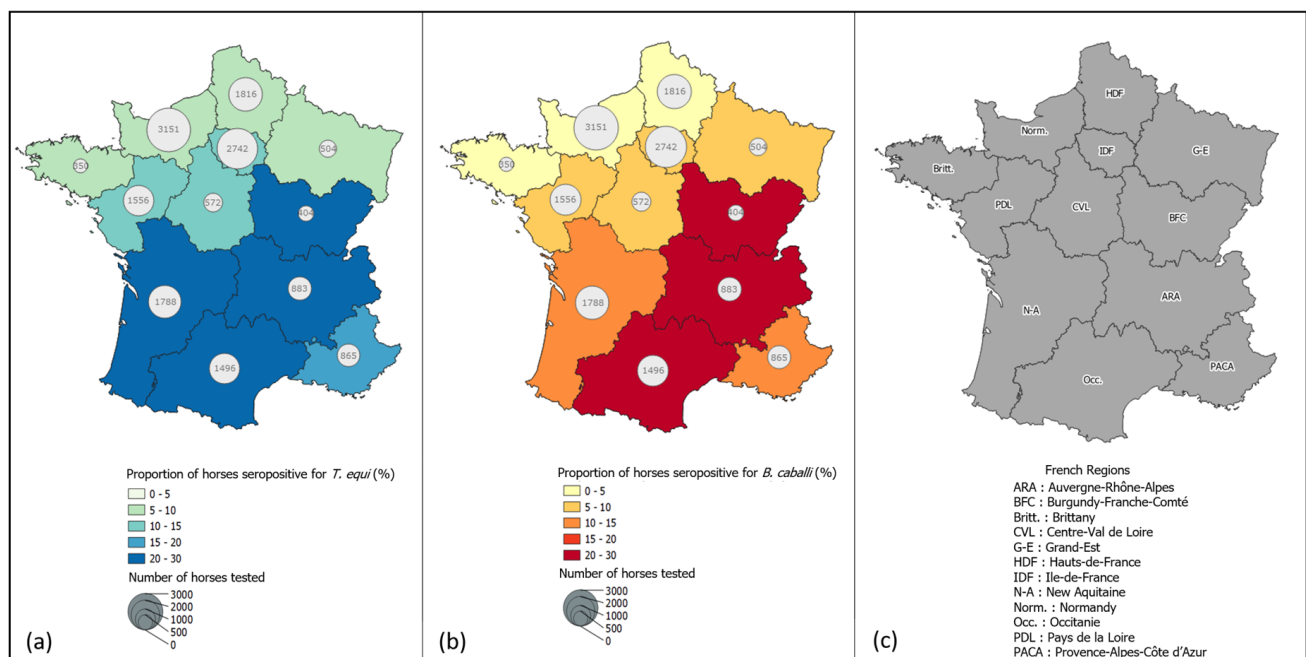 1816
3151
2742
504
350
1556
572
404
1788
883
865
1496
Proportion of horses seropositive for T. equi (%)
0 - 5
5 - 10
10 - 15
15 - 20
20 - 30
Number of horses tested
3000
2000
1000
500
0
(a)
1816
3151
2742
504
350
1556
572
404
1788
883
865
1496
Proportion of horses seropositive for B. caballi (%)
0 - 5
5 - 10
10 - 15
15 - 20
20 - 30
Number of horses tested
3000
2000
1000
500
0
(b)
HDF
Norm.
IDF
G-E
Britt.
PDL
CVL
BFC
N-A
ARA
PACA
Occ.
French Regions
ARA : Auvergne-Rhône-Alpes
BFC : Burgundy-Franche-Comté
Britt. : Brittany
CVL : Centre-Val de Loire
G-E : Grand-Est
HDF : Hauts-de-France
IDF : Ile-de-France
N-A : New Aquitaine
Norm. : Normandy
Occ. : Occitanie
PDL : Pays de la Loire
PACA : Provence-Alpes-Côte d'Azur
(c)